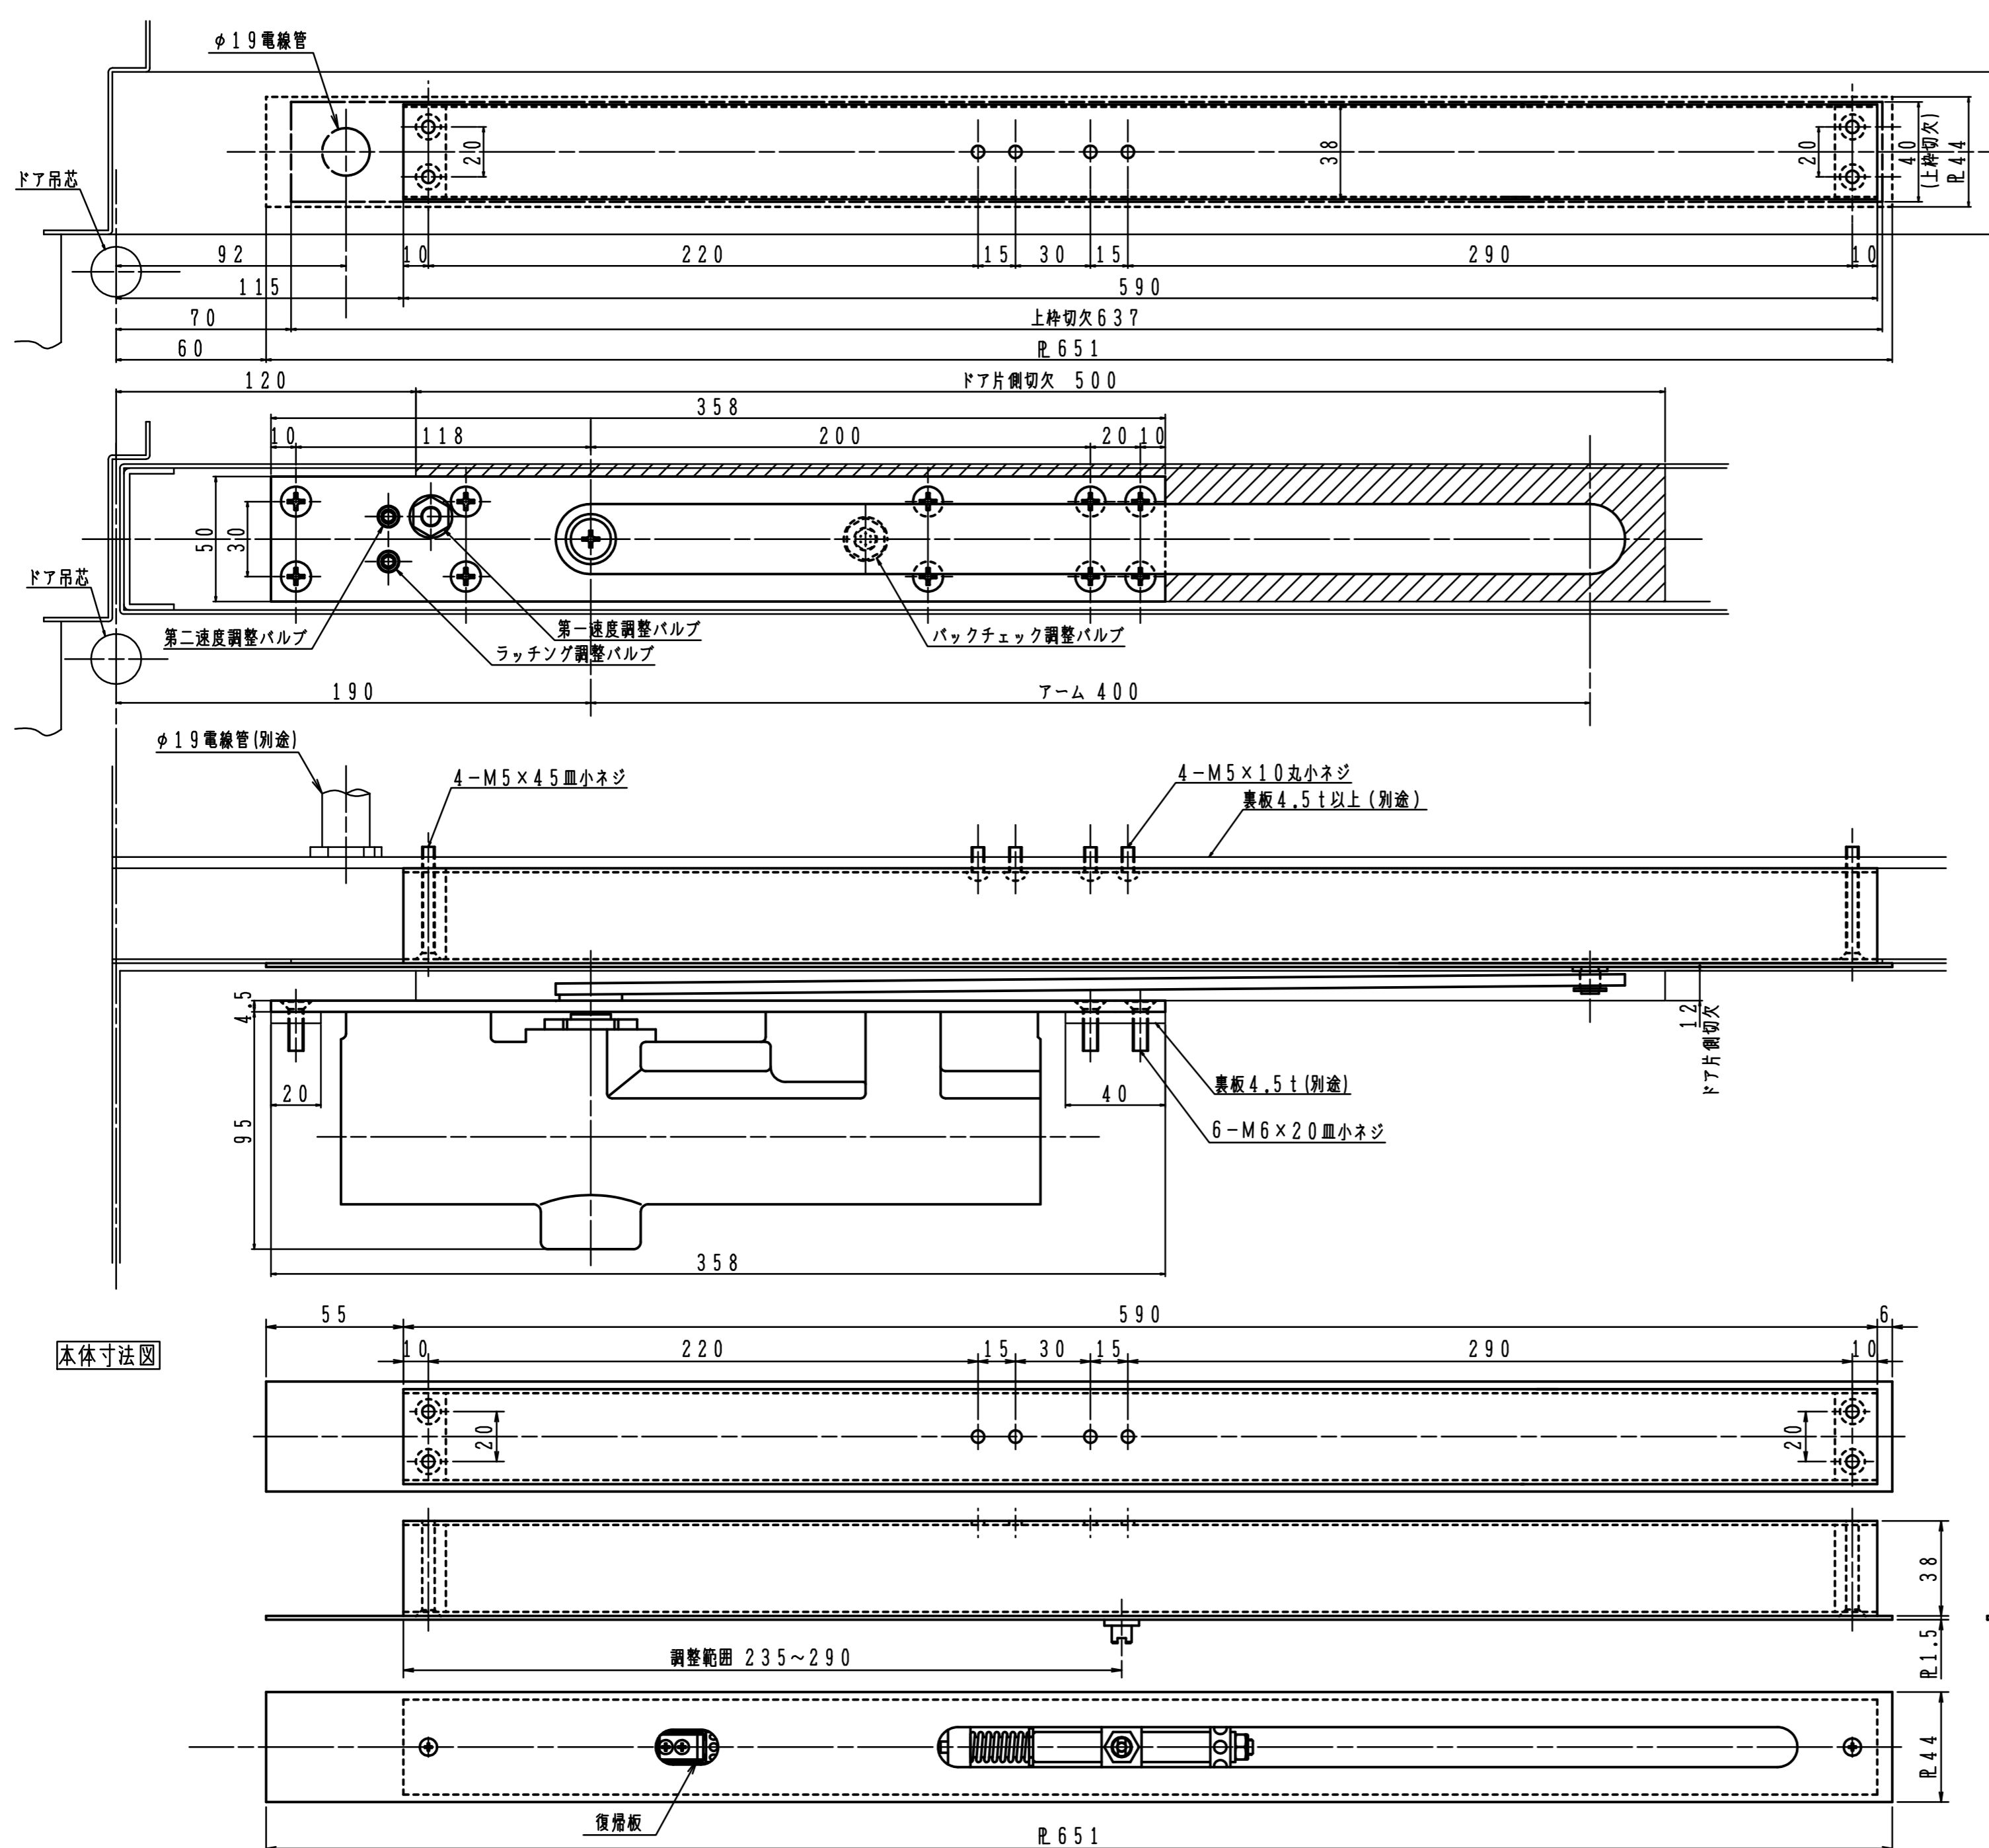 φ19電線管
ドア吊芯
20
38
20
40
(上枠切欠)
PL44
92
10
220
15
30
15
290
10
115
590
70
上枠切欠637
60
PL651
120
ドア片側切欠 500
358
10
118
200
20
10
50
30
ドア吊芯
第二速度調整バルブ
第一速度調整バルブ
ラッチング調整バルブ
バックチェック調整バルブ
190
アーム 400
φ19電線管(別途)
4-M5×45皿小ネジ
4-M5×10丸小ネジ
裏板4.5t以上(別途)
4.5
12
ドア片側切欠
20
40
95
裏板4.5t(別途)
6-M6×20皿小ネジ
358
本体寸法図
55
590
6
10
220
15
30
15
290
10
20
20
38
PL1.5
調整範囲 235~290
PL44
復帰板
PL651